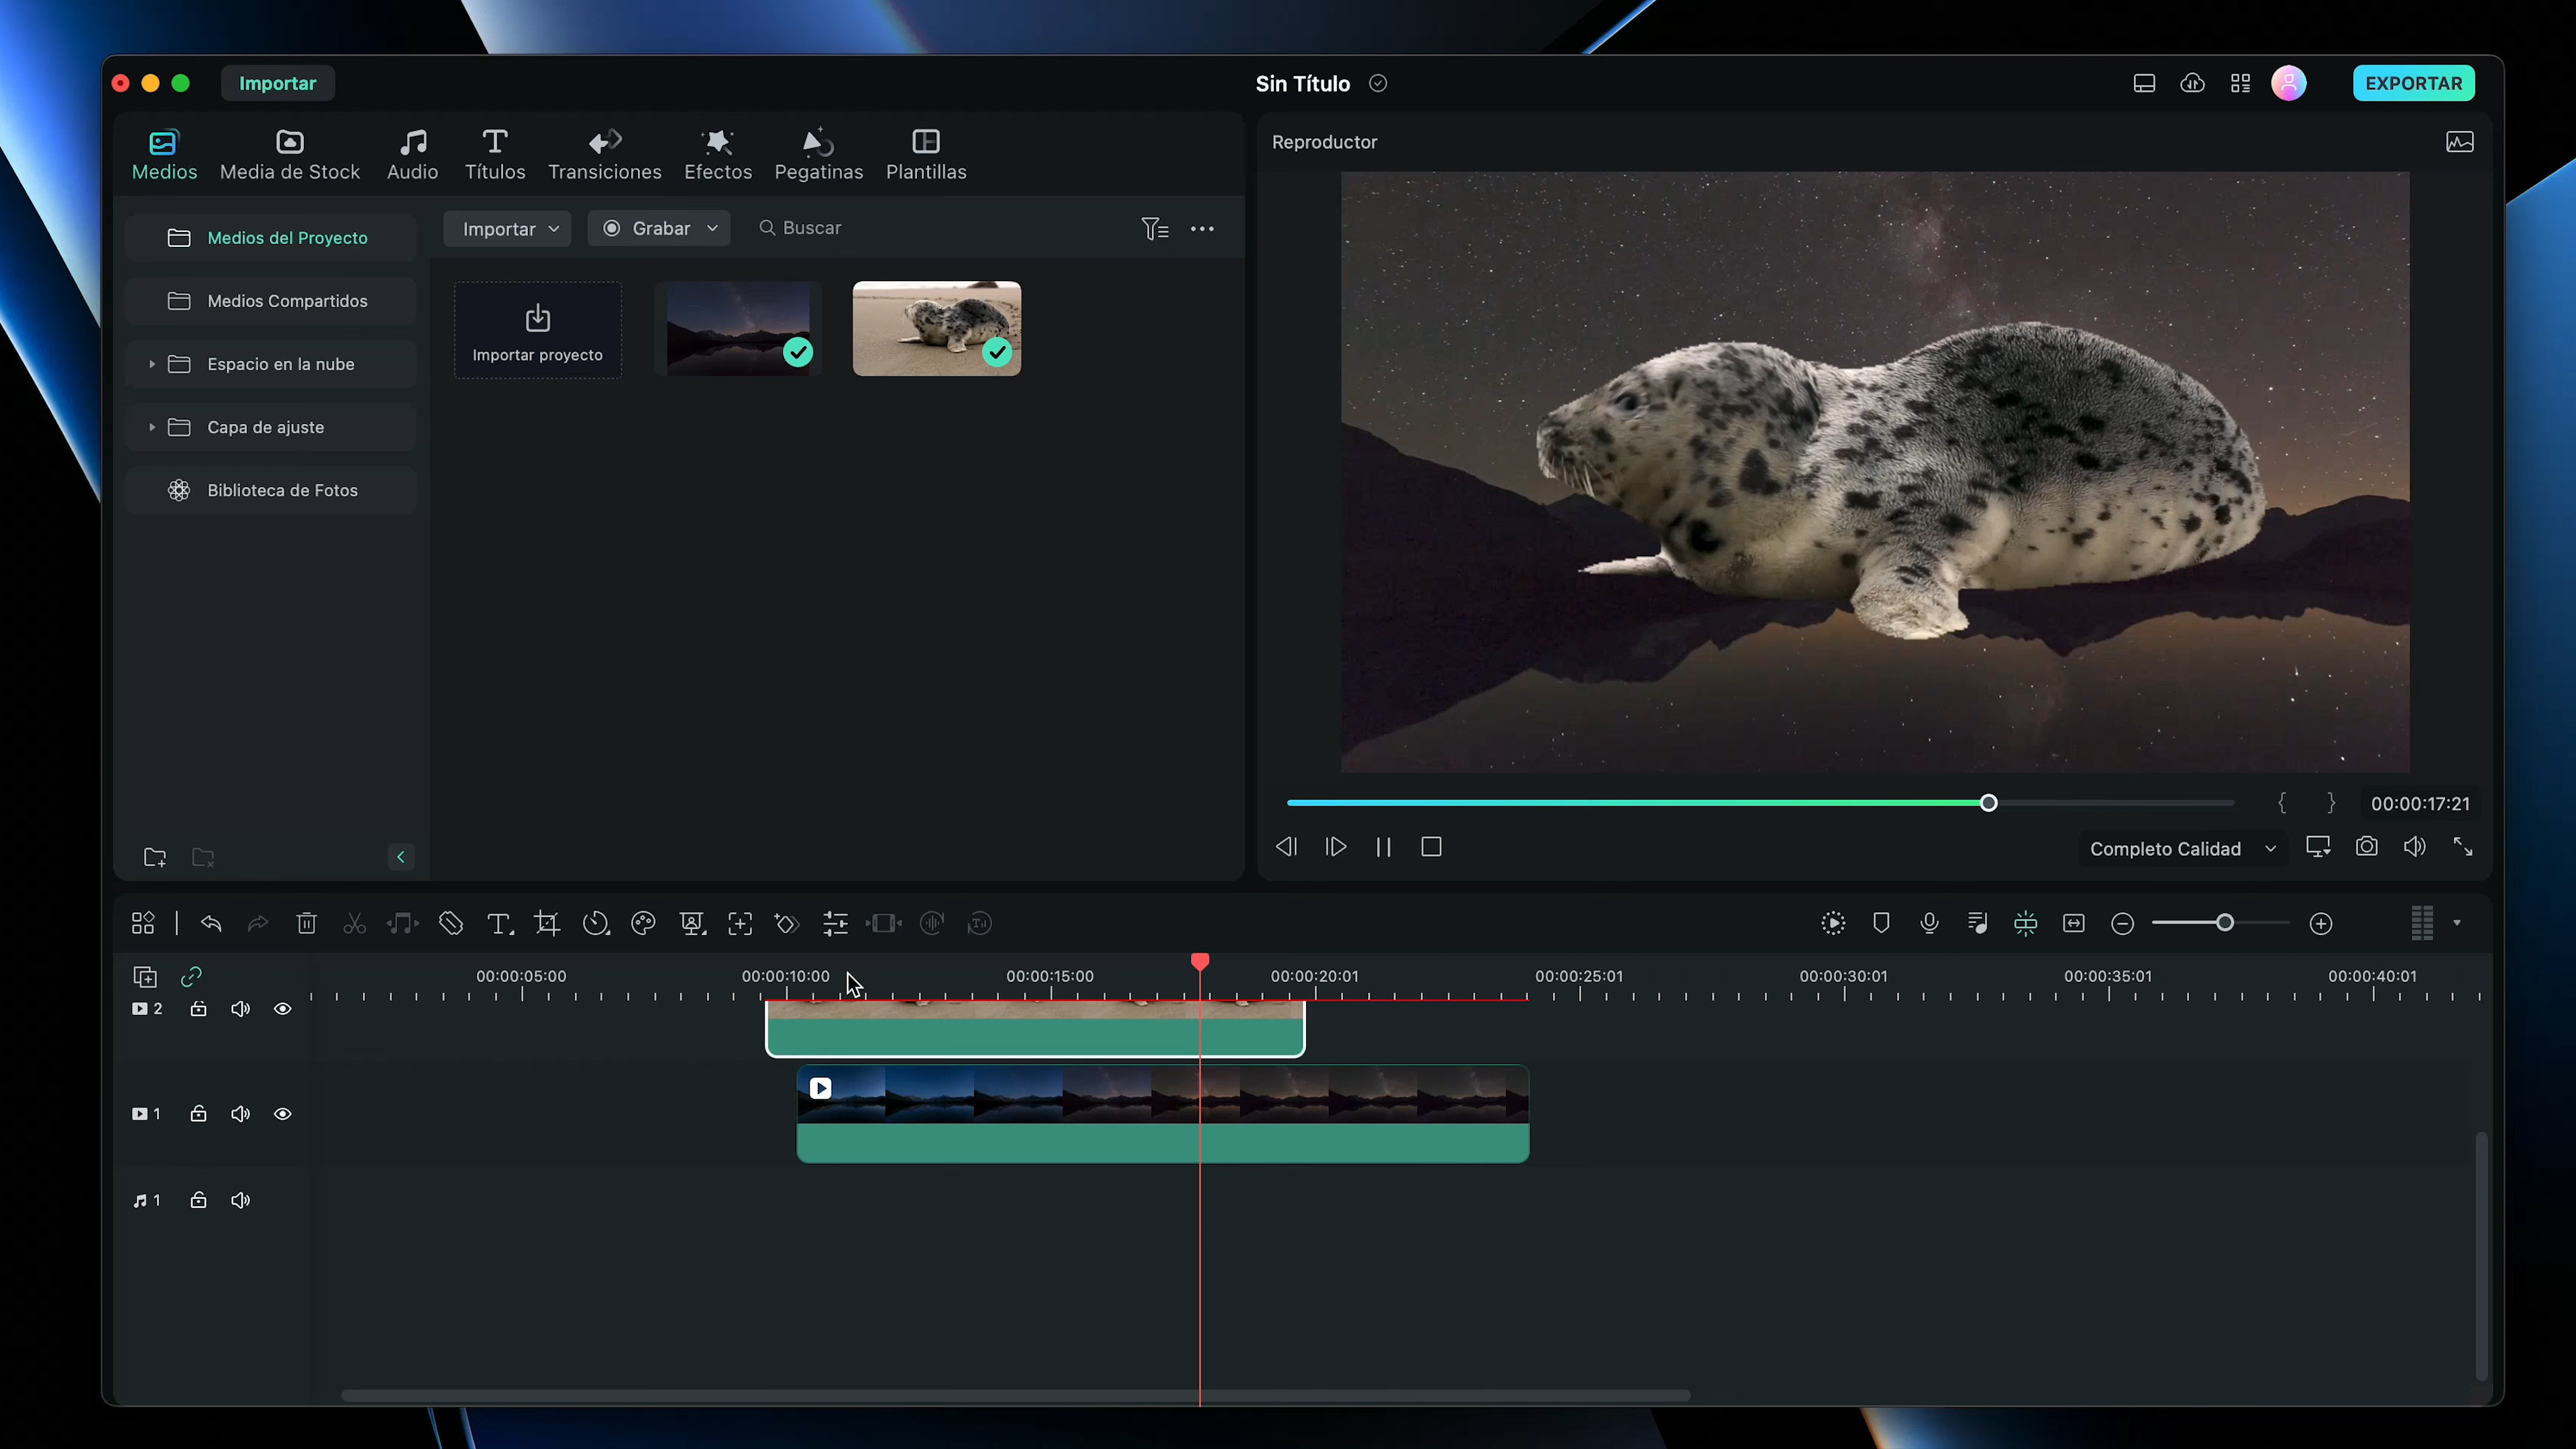 Importar
Sin Título
EXPORTAR
Medios
Media de Stock
Audio
Títulos
Transiciones
Efectos
Pegatinas
Plantillas
Reproductor
Medios del Proyecto
Medios Compartidos
Espacio en la nube
Capa de ajuste
Biblioteca de Fotos
Importar
Grabar
Buscar
Importar proyecto
00:00:17:21
Completo Calidad
00:00:05:00
00:00:10:00
00:00:15:00
00:00:20:01
00:00:25:01
00:00:30:01
00:00:35:01
00:00:40:01
2
1
1